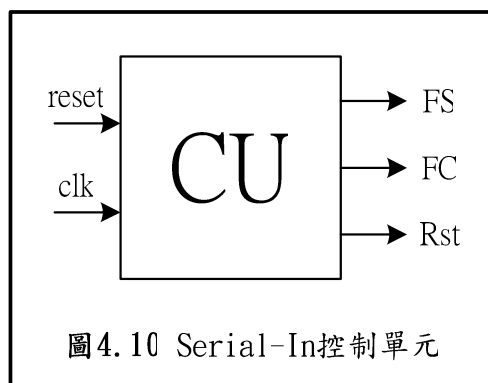 reset
clk
CU
FS
FC
Rst
圖4.10 Serial-In控制單元